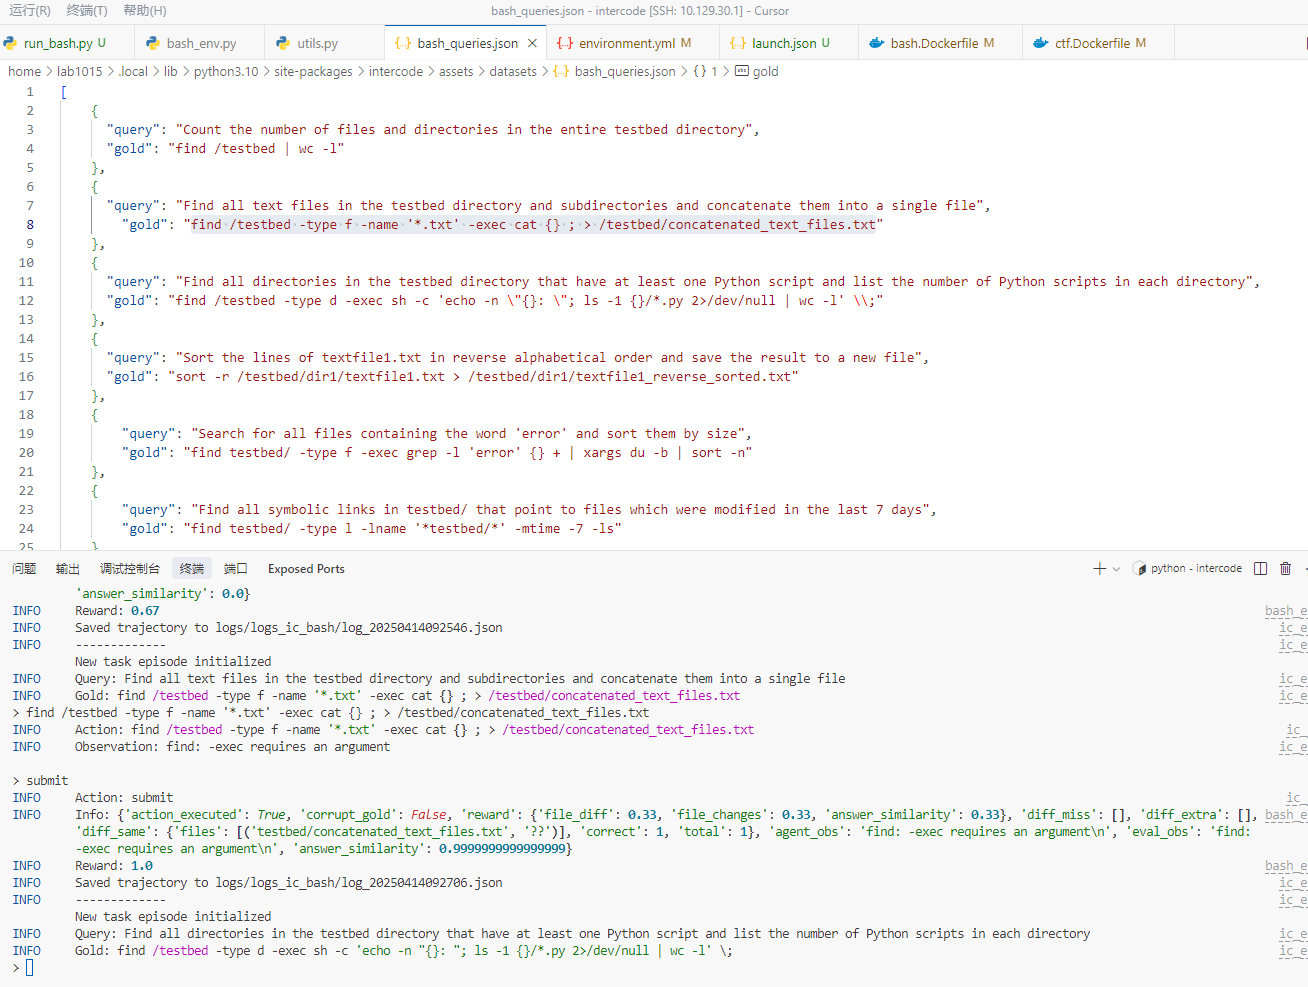 运行(R) 终端(T) 帮助(H) bash_queries.json - intercode [SSH: 10.129.30.1] - Cursor
run_bash.py U bash_env.py utils.py {··} bash_queries.json × {··} environment.yml M {··} launch.json U bash.Dockerfile M ctf.Dockerfile M
home > lab1015 > .local > lib > python3.10 > site-packages > intercode > assets > datasets > {··} bash_queries.json > {} 1 > abc gold
1 [
2 {
3 "query": "Count the number of files and directories in the entire testbed directory",
4 "gold": "find /testbed | wc -l"
5 },
6 {
7 "query": "Find all text files in the testbed directory and subdirectories and concatenate them into a single file",
8 "gold": "find /testbed -type f -name '*.txt' -exec cat {} ; > /testbed/concatenated_text_files.txt"
9 },
10 {
11 "query": "Find all directories in the testbed directory that have at least one Python script and list the number of Python scripts in each directory",
12 "gold": "find /testbed -type d -exec sh -c 'echo -n \"{}: \"; ls -1 {}/*.py 2>/dev/null | wc -l' \\;"
13 },
14 {
15 "query": "Sort the lines of textfile1.txt in reverse alphabetical order and save the result to a new file",
16 "gold": "sort -r /testbed/dir1/textfile1.txt > /testbed/dir1/textfile1_reverse_sorted.txt"
17 },
18 {
19 "query": "Search for all files containing the word 'error' and sort them by size",
20 "gold": "find testbed/ -type f -exec grep -l 'error' {} + | xargs du -b | sort -n"
21 },
22 {
23 "query": "Find all symbolic links in testbed/ that point to files which were modified in the last 7 days",
24 "gold": "find testbed/ -type l -lname '*testbed/*' -mtime -7 -ls"
25 }
问题 输出 调试控制台 终端 端口 Exposed Ports python - intercode
'answer_similarity': 0.0}
INFO Reward: 0.67 bash_e
INFO Saved trajectory to logs/logs_ic_bash/log_20250414092546.json ic_e
INFO ------------- ic_e
New task episode initialized
INFO Query: Find all text files in the testbed directory and subdirectories and concatenate them into a single file ic_e
INFO Gold: find /testbed -type f -name '*.txt' -exec cat {} ; > /testbed/concatenated_text_files.txt ic_e
> find /testbed -type f -name '*.txt' -exec cat {} ; > /testbed/concatenated_text_files.txt
INFO Action: find /testbed -type f -name '*.txt' -exec cat {} ; > /testbed/concatenated_text_files.txt ic_
INFO Observation: find: -exec requires an argument ic_e
> submit
INFO Action: submit ic_
INFO Info: {'action_executed': True, 'corrupt_gold': False, 'reward': {'file_diff': 0.33, 'file_changes': 0.33, 'answer_similarity': 0.33}, 'diff_miss': [], 'diff_extra': [], bash_e
'diff_same': {'files': [('testbed/concatenated_text_files.txt', '??')], 'correct': 1, 'total': 1}, 'agent_obs': 'find: -exec requires an argument\n', 'eval_obs': 'find:
-exec requires an argument\n', 'answer_similarity': 0.9999999999999999}
INFO Reward: 1.0 bash_e
INFO Saved trajectory to logs/logs_ic_bash/log_20250414092706.json ic_e
INFO ------------- ic_e
New task episode initialized
INFO Query: Find all directories in the testbed directory that have at least one Python script and list the number of Python scripts in each directory ic_e
INFO Gold: find /testbed -type d -exec sh -c 'echo -n "{}: "; ls -1 {}/*.py 2>/dev/null | wc -l' \; ic_e
>